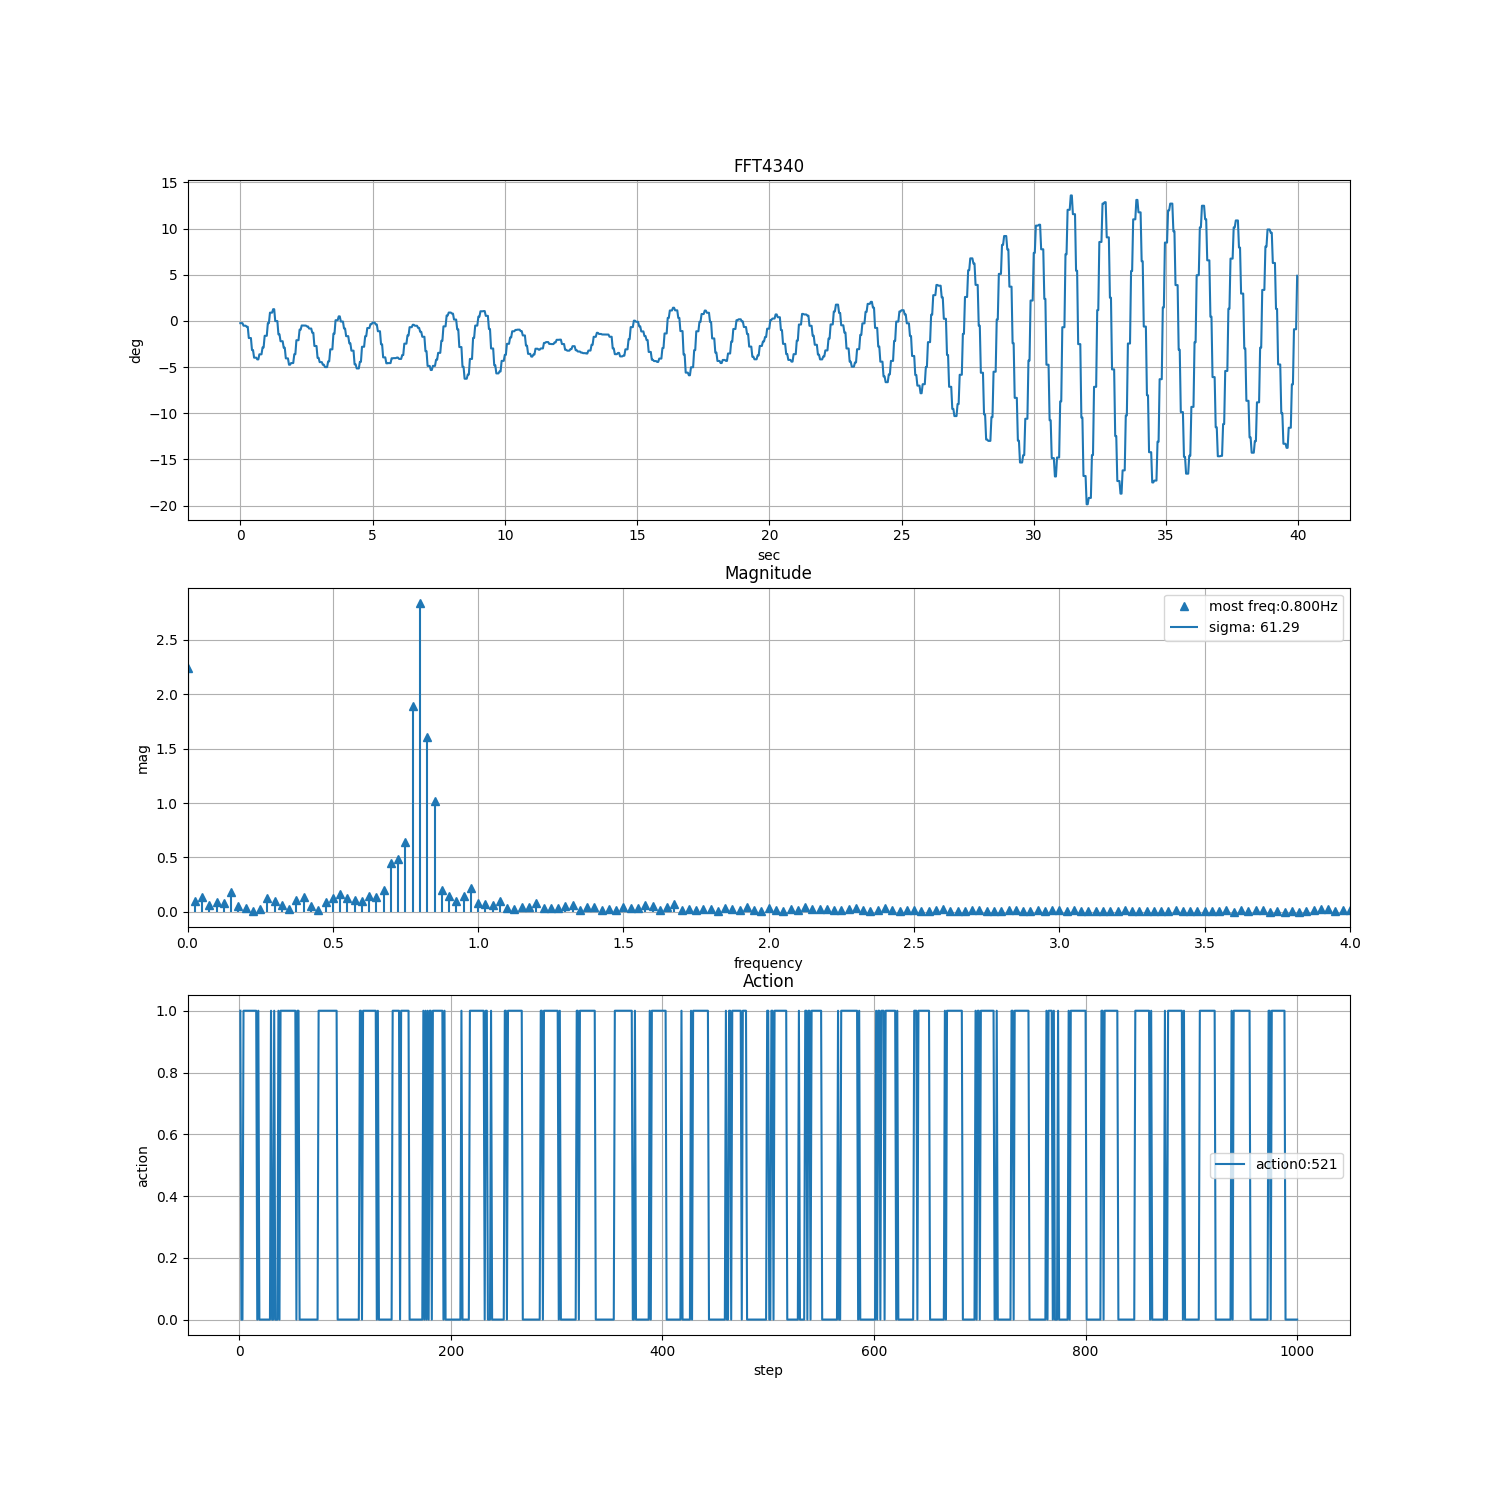 FFT4340
15
10
5
0
−5
−10
−15
−20
deg
0 5 10 15 20 25 30 35 40
sec
Magnitude
most freq:0.800Hz
sigma: 61.29
2.5
2.0
1.5
1.0
0.5
0.0
mag
0.0 0.5 1.0 1.5 2.0 2.5 3.0 3.5 4.0
frequency
Action
1.0
0.8
0.6
0.4
0.2
0.0
action
action0:521
0 200 400 600 800 1000
step